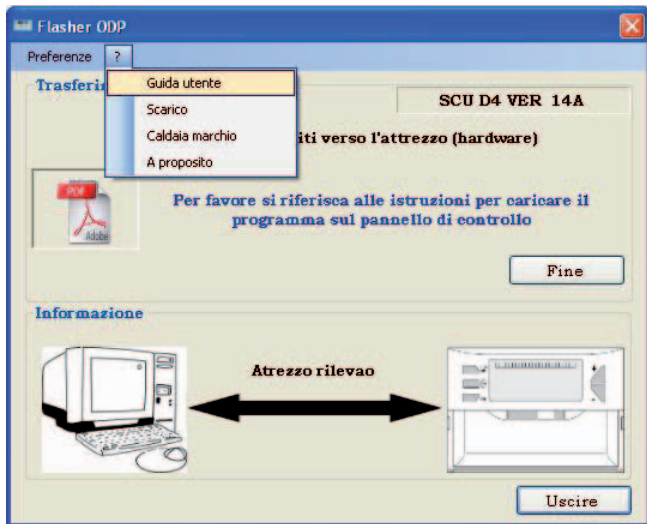 Flasher ODP
Preferenze ?
Guida utente
Scarico
Caldaia marchio
A proposito
Trasferi
SCU D4 VER 14A
iti verso l'attrezzo (hardware)
PDF
Adobe
Per favore si riferisca alle istruzioni per caricare il
programma sul pannello di controllo
Fine
Informazione
Atrezzo rilevao
Uscire